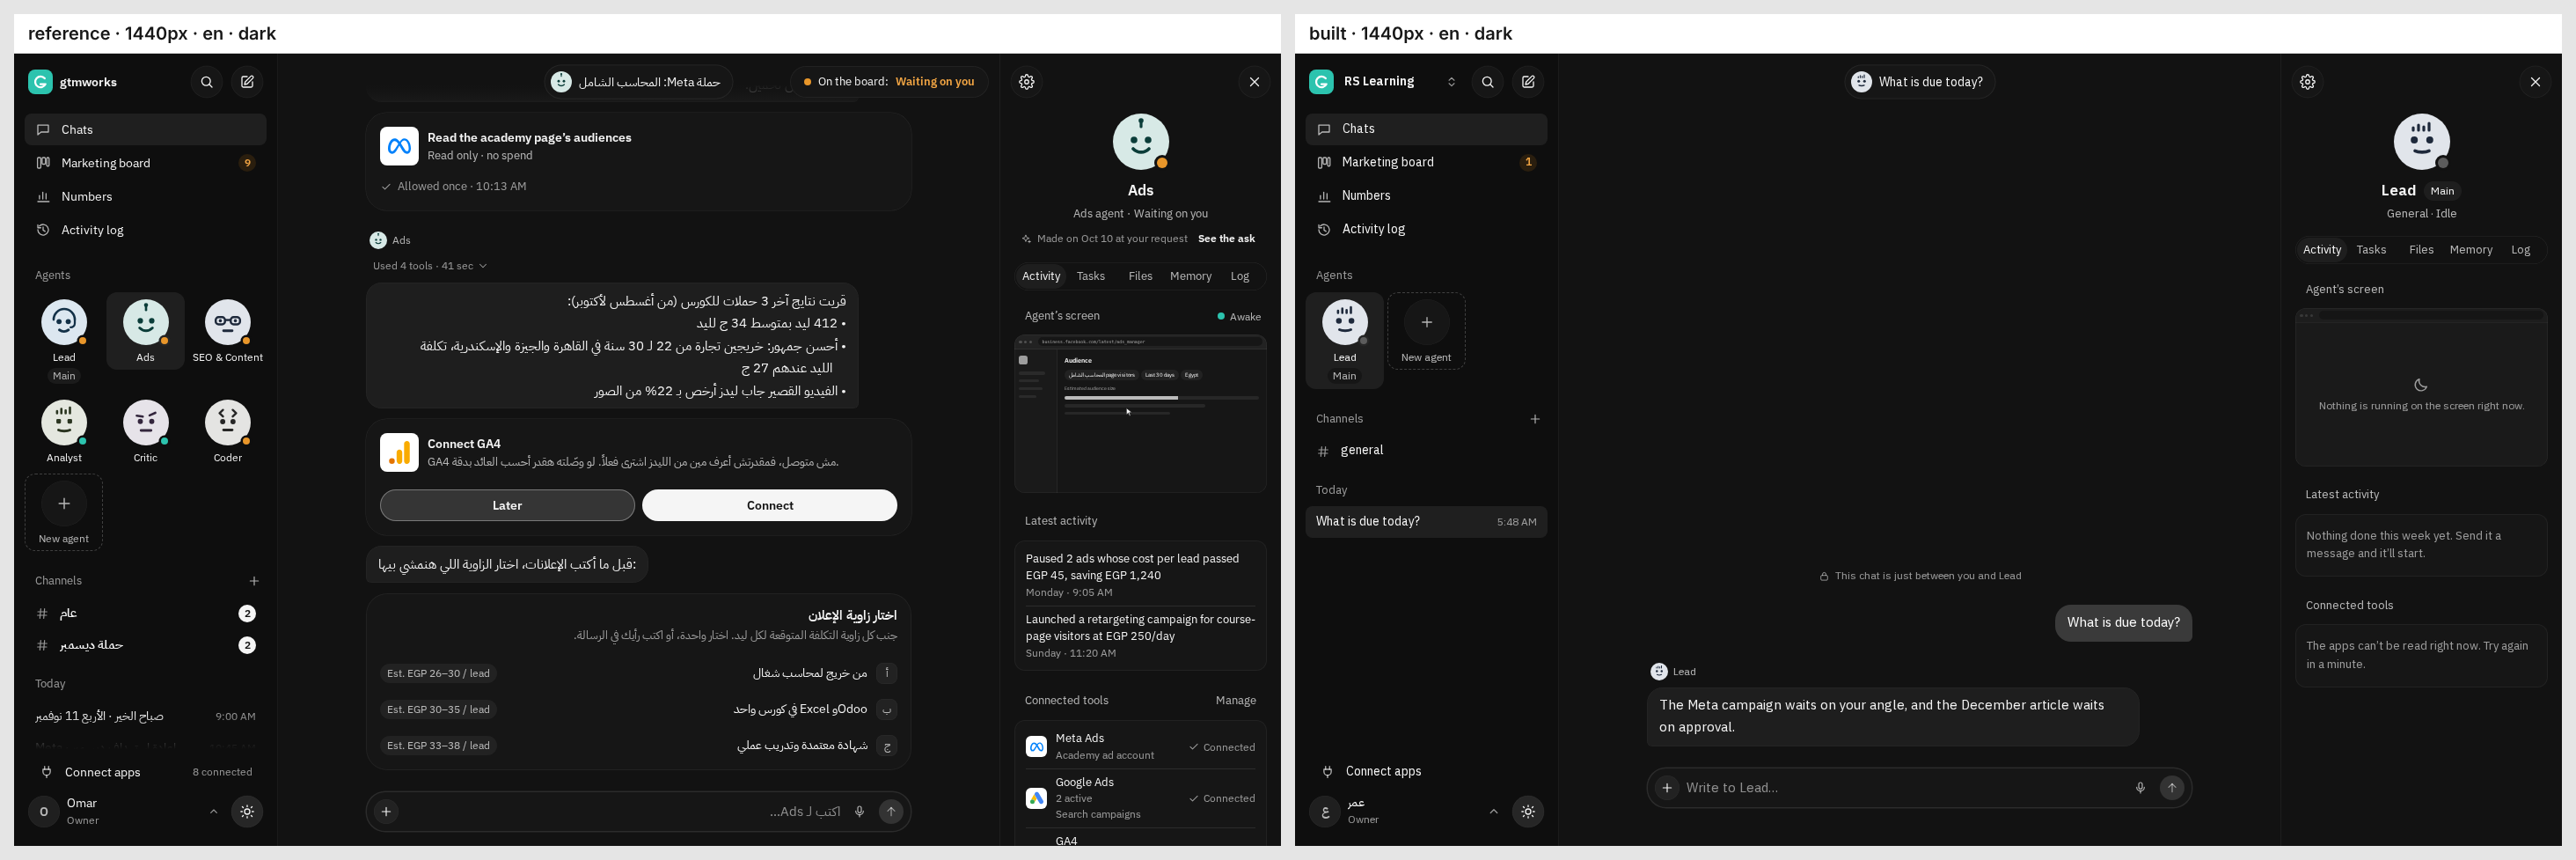 reference · 1440px · en · dark
gtmworks
Chats
Marketing board
9
Numbers
Activity log
Agents
Lead
Main
Ads
SEO & Content
Analyst
Critic
Coder
New agent
Channels
عام
2
حملة ديسمبر
2
Today
صباح الخير · الأربع 11 نوفمبر
9:00 AM
Connect apps
8 connected
O
Omar
Owner
حملة Meta: المحاسب الشامل
On the board: Waiting on you
Read the academy page’s audiences
Read only · no spend
Allowed once · 10:13 AM
Ads
Used 4 tools · 41 sec
قريت نتايج آخر 3 حملات للكورس (من أغسطس لأكتوبر):
• 412 ليد بمتوسط 34 ج لليد
• أحسن جمهور: خريجين تجارة من 22 لـ 30 سنة في القاهرة والجيزة والإسكندرية، تكلفة
الليد عندهم 27 ج
• الفيديو القصير جاب ليدز أرخص بـ 22% من الصور
Connect GA4
GA4 مش متوصل، فمقدرتش أعرف مين من الليدز اشترى فعلاً. لو وصّلته هقدر أحسب العائد بدقة.
Later
Connect
قبل ما أكتب الإعلانات، اختار الزاوية اللي هنمشي بيها:
اختار زاوية الإعلان
جنب كل زاوية التكلفة المتوقعة لكل ليد. اختار واحدة، أو اكتب رأيك في الرسالة.
أ
من خريج لمحاسب شغال
Est. EGP 26–30 / lead
ب
Excel وOdoo في كورس واحد
Est. EGP 30–35 / lead
ج
شهادة معتمدة وتدريب عملي
Est. EGP 33–38 / lead
اكتب لـ Ads...
Ads
Ads agent · Waiting on you
Made on Oct 10 at your request See the ask
Activity
Tasks
Files
Memory
Log
Agent’s screen
Awake
business.facebook.com/latest/ads_manager
Audience
المحاسب الشامل page visitors
Last 30 days
Egypt
Estimated audience size
Latest activity
Paused 2 ads whose cost per lead passed
EGP 45, saving EGP 1,240
Monday · 9:05 AM
Launched a retargeting campaign for course-
page visitors at EGP 250/day
Sunday · 11:20 AM
Connected tools
Manage
Meta Ads
Academy ad account
Connected
Google Ads
2 active
Search campaigns
Connected
GA4
built · 1440px · en · dark
RS Learning
Chats
Marketing board
1
Numbers
Activity log
Agents
Lead
Main
New agent
Channels
general
Today
What is due today?
5:48 AM
Connect apps
ع
عمر
Owner
What is due today?
This chat is just between you and Lead
What is due today?
Lead
The Meta campaign waits on your angle, and the December article waits
on approval.
Write to Lead...
Lead
Main
General · Idle
Activity
Tasks
Files
Memory
Log
Agent’s screen
Nothing is running on the screen right now.
Latest activity
Nothing done this week yet. Send it a
message and it’ll start.
Connected tools
The apps can’t be read right now. Try again
in a minute.